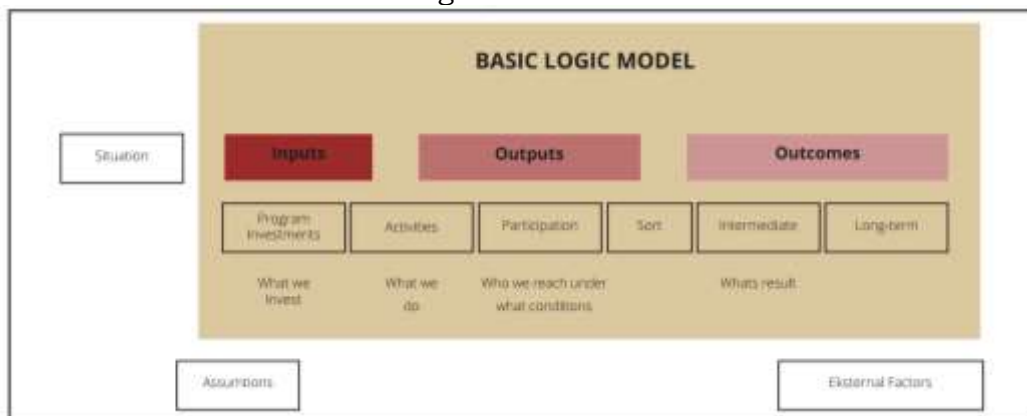 BASIC LOGIC MODEL
Situation
Inputs
Outputs
Outcomes
Program
Investments
Activities
Participation
Sort
Intermediate
Long-term
What we
Invest
What we
do
Who we reach under
what conditions
Whats result
Assumtions
Eksternal Factors